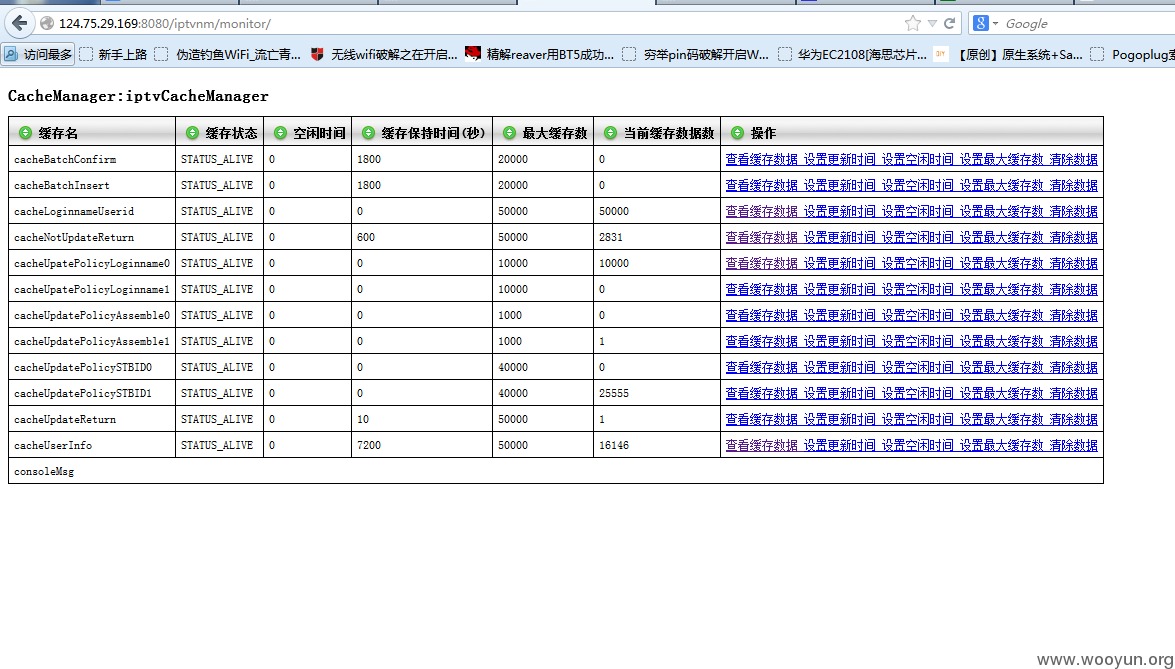 124.75.29.169:8080/iptvnm/monitor/ Google
访问最多 新手上路 伪造钓鱼WiFi_流亡青... 无线wifi破解之在开启... 精解reaver用BT5成功... 穷举pin码破解开启W... 华为EC2108[海思芯片... 【原创】原生系统+Sa... Pogoplug
CacheManager:iptvCacheManager
缓存名 缓存状态 空闲时间 缓存保持时间(秒) 最大缓存数 当前缓存数据数 操作
cacheBatchConfirm STATUS_ALIVE 0 1800 20000 0 查看缓存数据 设置更新时间 设置空闲时间 设置最大缓存数 清除数据
cacheBatchInsert STATUS_ALIVE 0 1800 20000 0 查看缓存数据 设置更新时间 设置空闲时间 设置最大缓存数 清除数据
cacheLoginnameUserid STATUS_ALIVE 0 0 50000 50000 查看缓存数据 设置更新时间 设置空闲时间 设置最大缓存数 清除数据
cacheNotUpdateReturn STATUS_ALIVE 0 600 50000 2831 查看缓存数据 设置更新时间 设置空闲时间 设置最大缓存数 清除数据
cacheUpatePolicyLoginname0 STATUS_ALIVE 0 0 10000 10000 查看缓存数据 设置更新时间 设置空闲时间 设置最大缓存数 清除数据
cacheUpatePolicyLoginname1 STATUS_ALIVE 0 0 10000 0 查看缓存数据 设置更新时间 设置空闲时间 设置最大缓存数 清除数据
cacheUpdatePolicyAssemble0 STATUS_ALIVE 0 0 1000 0 查看缓存数据 设置更新时间 设置空闲时间 设置最大缓存数 清除数据
cacheUpdatePolicyAssemble1 STATUS_ALIVE 0 0 1000 1 查看缓存数据 设置更新时间 设置空闲时间 设置最大缓存数 清除数据
cacheUpdatePolicySTBID0 STATUS_ALIVE 0 0 40000 0 查看缓存数据 设置更新时间 设置空闲时间 设置最大缓存数 清除数据
cacheUpdatePolicySTBID1 STATUS_ALIVE 0 0 40000 25555 查看缓存数据 设置更新时间 设置空闲时间 设置最大缓存数 清除数据
cacheUpdateReturn STATUS_ALIVE 0 10 50000 1 查看缓存数据 设置更新时间 设置空闲时间 设置最大缓存数 清除数据
cacheUserInfo STATUS_ALIVE 0 7200 50000 16146 查看缓存数据 设置更新时间 设置空闲时间 设置最大缓存数 清除数据
consoleMsg
www.wooyun.org